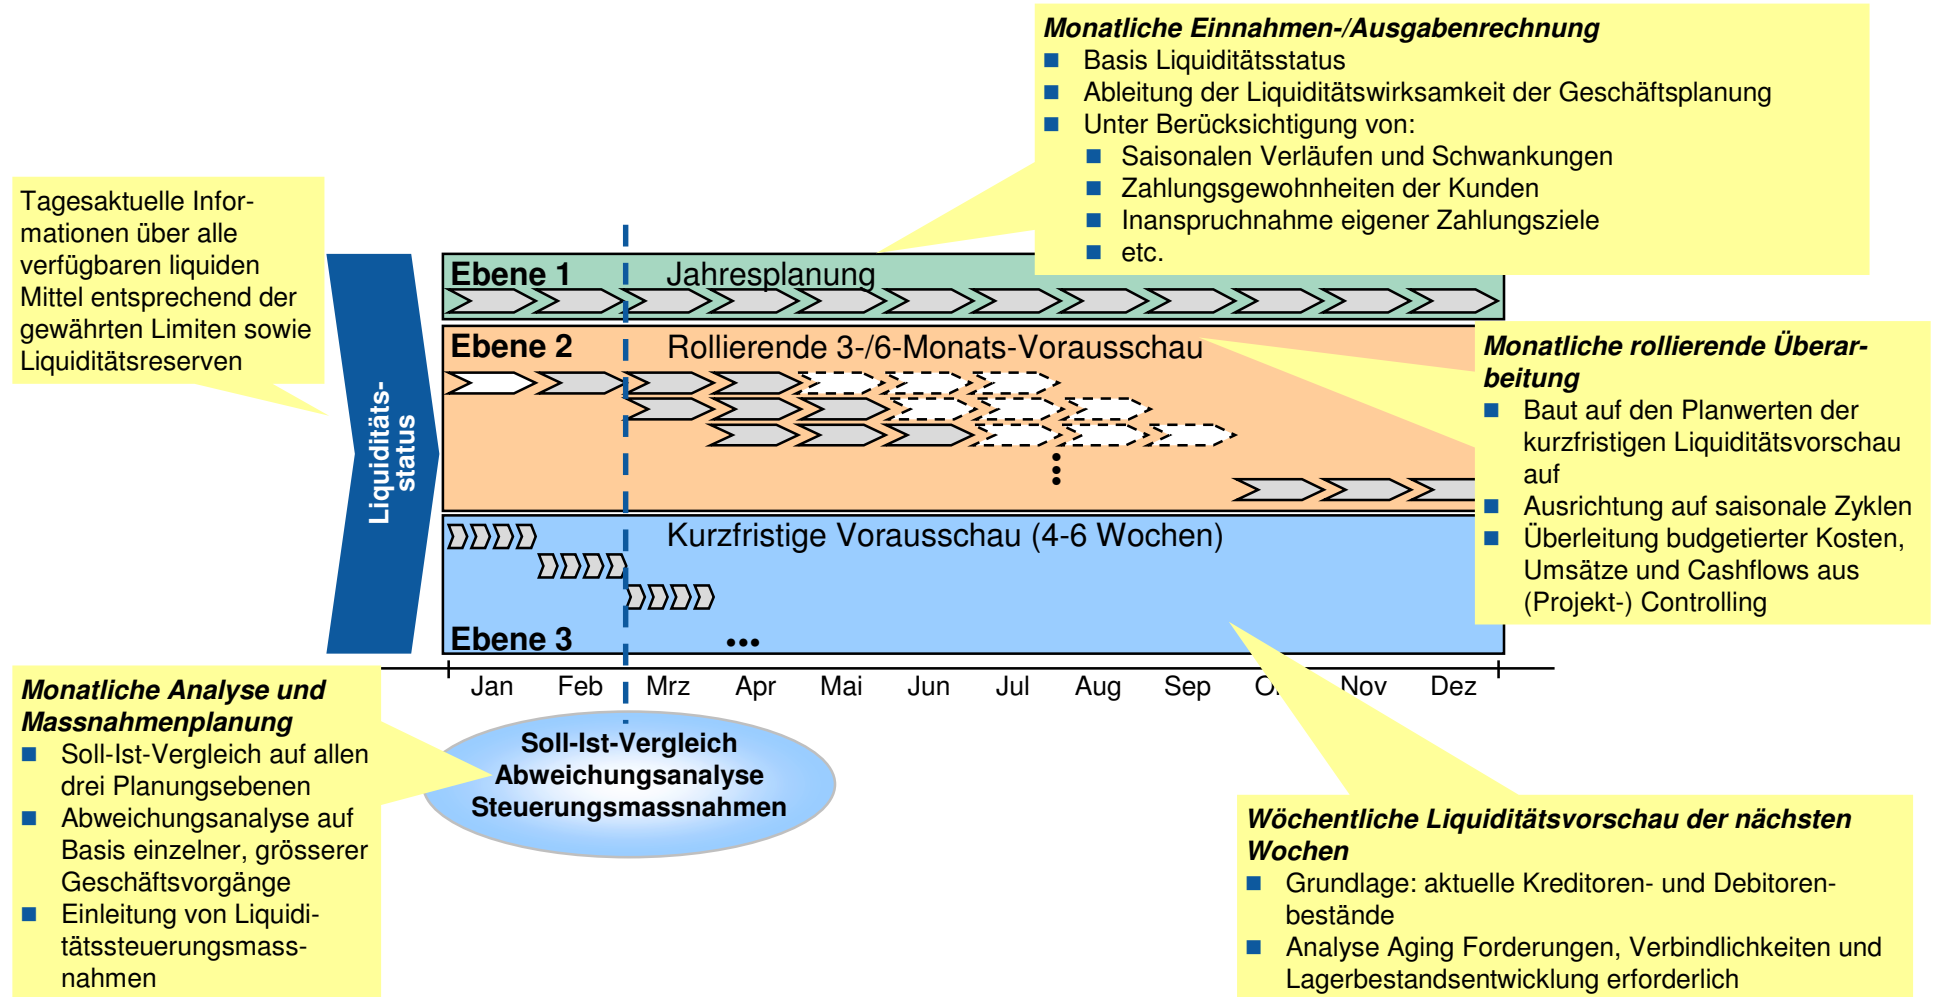 Monatliche Einnahmen-/Ausgabenrechnung
Basis Liquiditätsstatus
Ableitung der Liquiditätswirksamkeit der Geschäftsplanung
Unter Berücksichtigung von:
Saisonalen Verläufen und Schwankungen
Zahlungsgewohnheiten der Kunden
Inanspruchnahme eigener Zahlungsziele
etc.
Tagesaktuelle Infor-
mationen über alle
verfügbaren liquiden
Mittel entsprechend der
gewährten Limiten sowie
Liquiditätsreserven
Liquiditäts-
status
Ebene 1 Jahresplanung
Ebene 2 Rollierende 3-/6-Monats-Vorausschau
Monatliche rollierende Überar-
beitung
Baut auf den Planwerten der
kurzfristigen Liquiditätsvorschau
auf
Ausrichtung auf saisonale Zyklen
Überleitung budgetierter Kosten,
Umsätze und Cashflows aus
(Projekt-) Controlling
Kurzfristige Vorausschau (4-6 Wochen)
Ebene 3 ...
Jan Feb Mrz Apr Mai Jun Jul Aug Sep Nov Dez
Monatliche Analyse und
Massnahmenplanung
Soll-Ist-Vergleich auf allen
drei Planungsebenen
Abweichungsanalyse auf
Basis einzelner, grösserer
Geschäftsvorgänge
Einleitung von Liquidi-
tätssteuerungsmass-
nahmen
Soll-Ist-Vergleich
Abweichungsanalyse
Steuerungsmassnahmen
Wöchentliche Liquiditätsvorschau der nächsten
Wochen
Grundlage: aktuelle Kreditoren- und Debitoren-
bestände
Analyse Aging Forderungen, Verbindlichkeiten und
Lagerbestandsentwicklung erforderlich